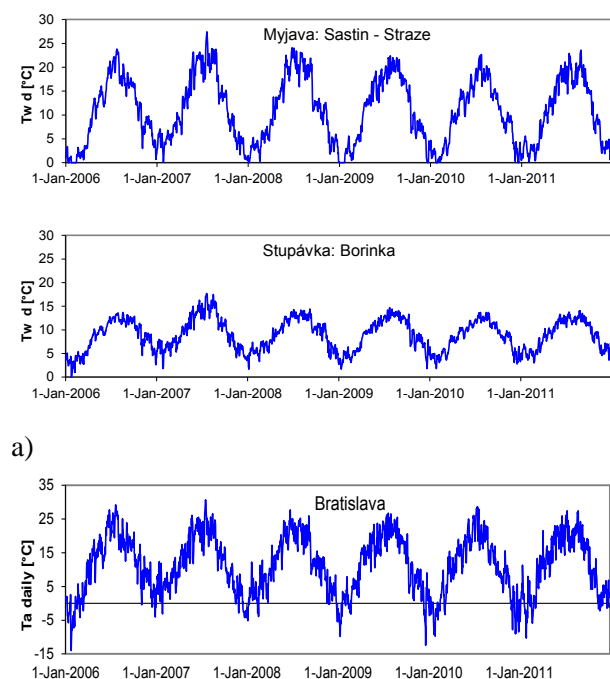 Myjava: Sastin - Straze
Tw d [°C]
30
25
20
15
10
5
0
1-Jan-2006 1-Jan-2007 1-Jan-2008 1-Jan-2009 1-Jan-2010 1-Jan-2011
Stupávka: Borinka
Tw d [°C]
30
25
20
15
10
5
0
1-Jan-2006 1-Jan-2007 1-Jan-2008 1-Jan-2009 1-Jan-2010 1-Jan-2011
a)
Bratislava
Ta daily [°C]
35
25
15
5
-5
-15
1-Jan-2006 1-Jan-2007 1-Jan-2008 1-Jan-2009 1-Jan-2010 1-Jan-2011